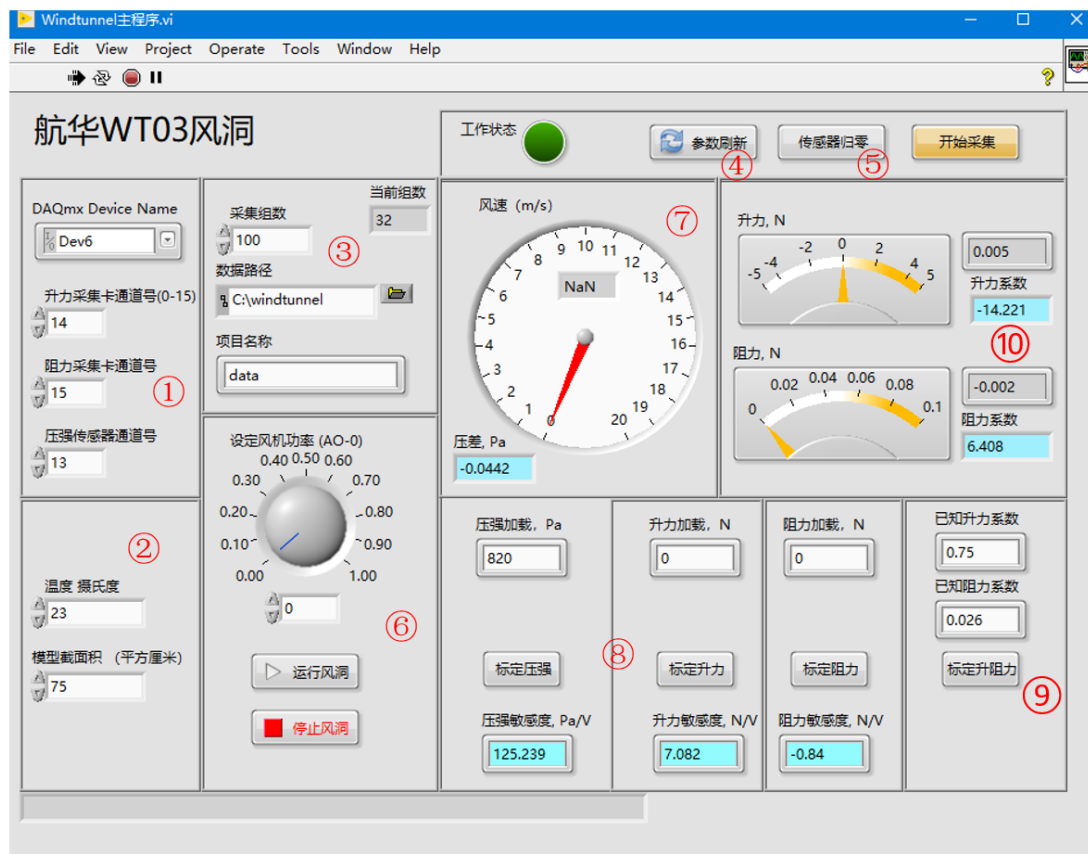 Windtunnel主程序.vi
File Edit View Project Operate Tools Window Help
航华WT03风洞
工作状态
参数刷新
④
传感器归零
⑤
开始采集
DAQmx Device Name
Dev6
升力采集卡通道号(0-15)
14
阻力采集卡通道号
15
①
压强传感器通道号
13
采集组数
100
当前组数
32
③
数据路径
C:\windtunnel
项目名称
data
风速 (m/s)
⑦
0 1 2 3 4 5 6 7 8 9 10 11 12 13 14 15 16 17 18 19 20
NaN
压差, Pa
-0.0442
升力, N
-5 -4 -2 0 2 4 5
0.005
升力系数
-14.221
⑩
阻力, N
0 0.02 0.04 0.06 0.08 0.1
-0.002
阻力系数
6.408
②
温度 摄氏度
23
模型截面积 (平方厘米)
75
设定风机功率 (AO-0)
0.00 0.10 0.20 0.30 0.40 0.50 0.60 0.70 0.80 0.90 1.00
0
⑥
运行风洞
停止风洞
压强加载, Pa
820
标定压强
压强敏感度, Pa/V
125.239
⑧
升力加载, N
0
标定升力
升力敏感度, N/V
7.082
阻力加载, N
0
标定阻力
阻力敏感度, N/V
-0.84
已知升力系数
0.75
已知阻力系数
0.026
标定升阻力
⑨